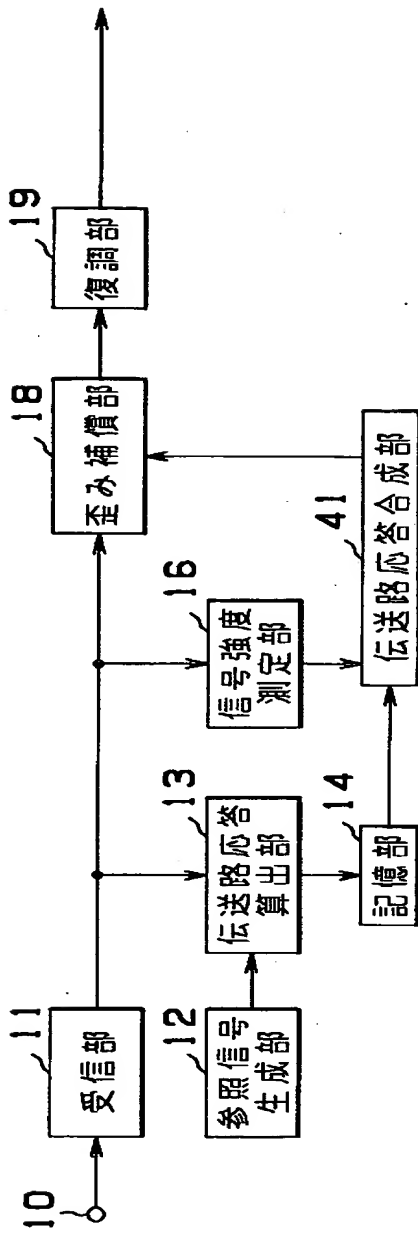 10
11
受信部
12
参照信号
生成部
13
伝送路応答
算出部
14
記憶部
16
信号強度
測定部
41
伝送路応答合成部
18
歪み補償部
19
復調部